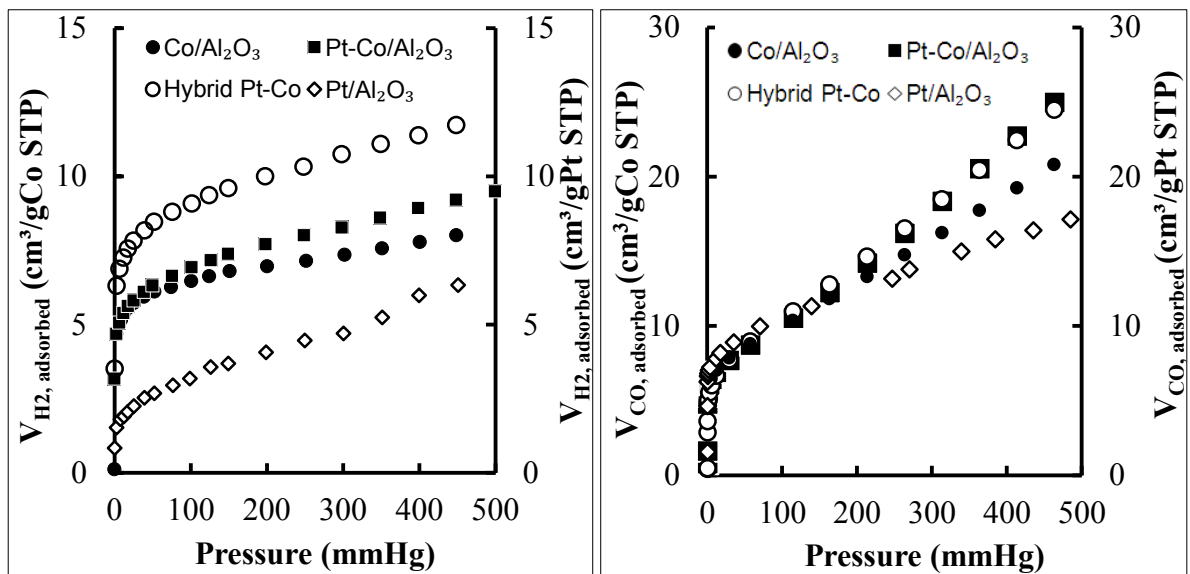 15
10
5
0
V_H2, adsorbed (cm³/gCo STP)
Co/Al₂O₃ Pt-Co/Al₂O₃
Hybrid Pt-Co Pt/Al₂O₃
15
10
5
0
V_H2, adsorbed (cm³/gPt STP)
0 100 200 300 400 500
Pressure (mmHg)
30
20
10
0
V_CO, adsorbed (cm³/gCo STP)
Co/Al₂O₃ Pt-Co/Al₂O₃
Hybrid Pt-Co Pt/Al₂O₃
30
20
10
0
V_CO, adsorbed (cm³/gPt STP)
0 100 200 300 400 500
Pressure (mmHg)